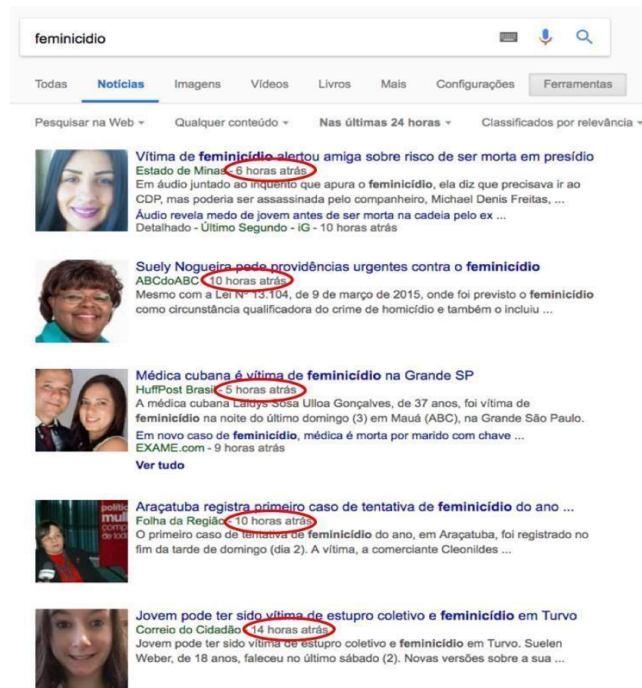 feminicidio
Todas Notícias Imagens Vídeos Livros Mais Configurações Ferramentas
Pesquisar na Web Qualquer conteúdo Nas últimas 24 horas Classificados por relevância
Vítima de feminicídio alertou amiga sobre risco de ser morta em presídio
Estado de Minas - 6 horas atrás
Em áudio juntado ao inquérito que apura o feminicídio, ela diz que precisava ir ao
CDP, mas poderia ser assassinada pelo companheiro, Michael Denis Freitas, ...
Áudio revela medo de jovem antes de ser morta na cadeia pelo ex ...
Detalhado - Último Segundo - iG - 10 horas atrás
Suely Nogueira pede providências urgentes contra o feminicídio
ABCdoABC - 10 horas atrás
Mesmo com a Lei Nº 13.104, de 9 de março de 2015, onde foi previsto o feminicídio
como circunstância qualificadora do crime de homicídio e também o incluiu ...
Médica cubana é vítima de feminicídio na Grande SP
HuffPost Brasil - 5 horas atrás
A médica cubana Laidys Sosa Ulloa Gonçalves, de 37 anos, foi vítima de
feminicídio na noite do último domingo (3) em Mauá (ABC), na Grande São Paulo.
Em novo caso de feminicídio, médica é morta por marido com chave ...
EXAME.com - 9 horas atrás
Ver tudo
Araçatuba registra primeiro caso de tentativa de feminicídio do ano ...
Folha da Região - 10 horas atrás
O primeiro caso de tentativa de feminicídio do ano, em Araçatuba, foi registrado no
fim da tarde de domingo (dia 2). A vítima, a comerciante Cleonildes ...
Jovem pode ter sido vítima de estupro coletivo e feminicídio em Turvo
Correio do Cidadão - 14 horas atrás
Jovem pode ter sido vítima de estupro coletivo e feminicídio em Turvo. Suelen
Weber, de 18 anos, faleceu no último sábado (2). Novas versões sobre a sua ...